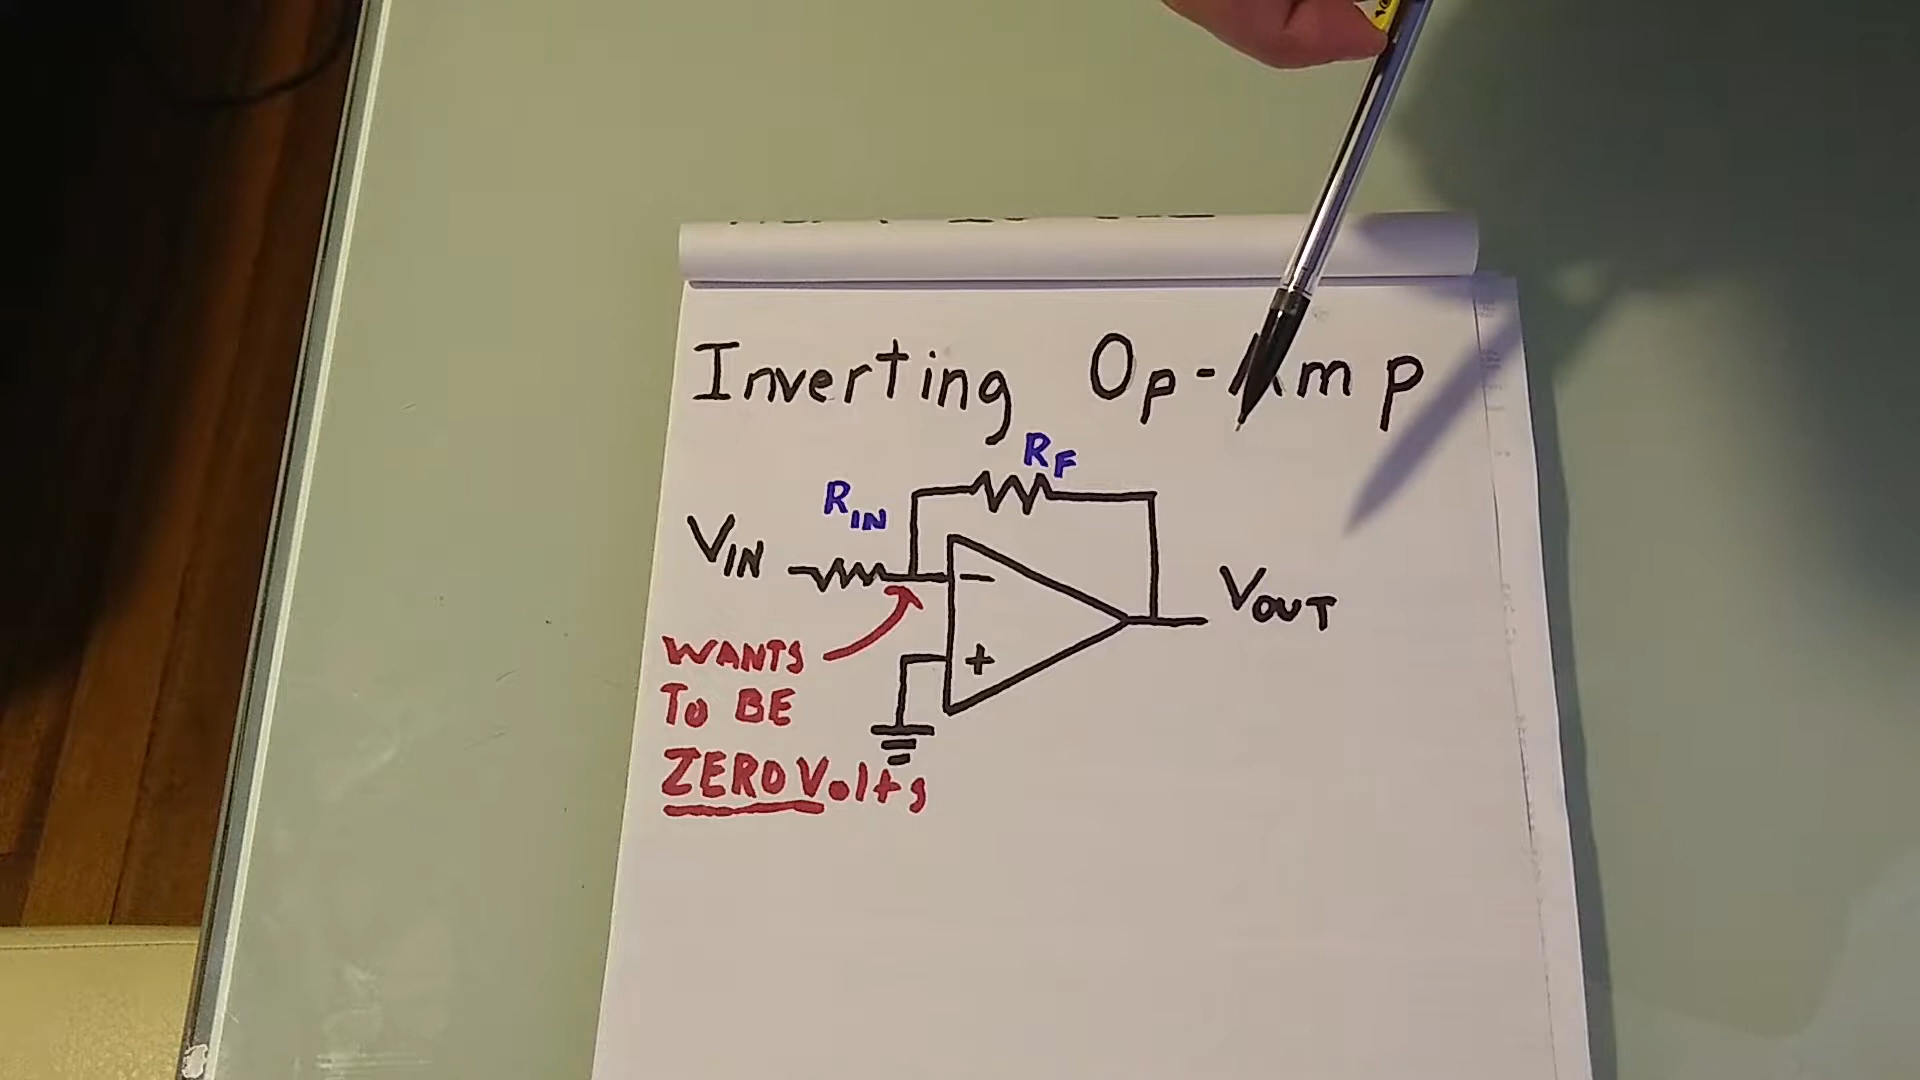 Inverting Op-Amp
RF
RIN
VIN
−
VOUT
WANTS
+
TO BE
ZERO Volts